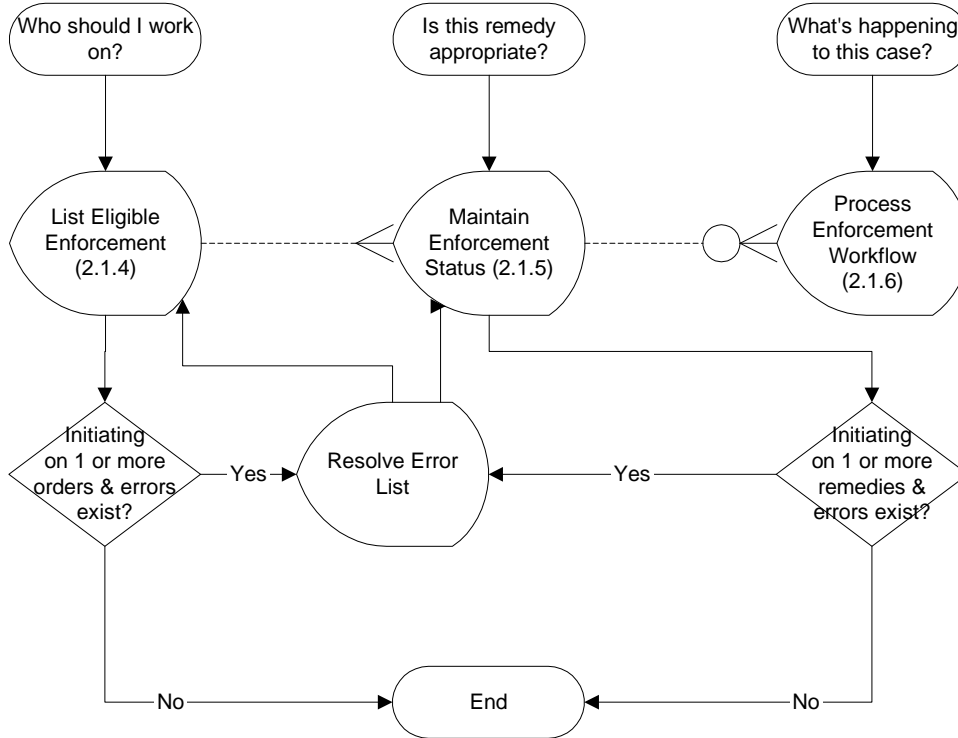 Who should I work
on?
Is this remedy
appropriate?
What's happening
to this case?
List Eligible
Enforcement
(2.1.4)
Maintain
Enforcement
Status (2.1.5)
Process
Enforcement
Workflow
(2.1.6)
Initiating
on 1 or more
orders & errors
exist?
Yes
Resolve Error
List
Yes
Initiating
on 1 or more
remedies &
errors exist?
No
End
No